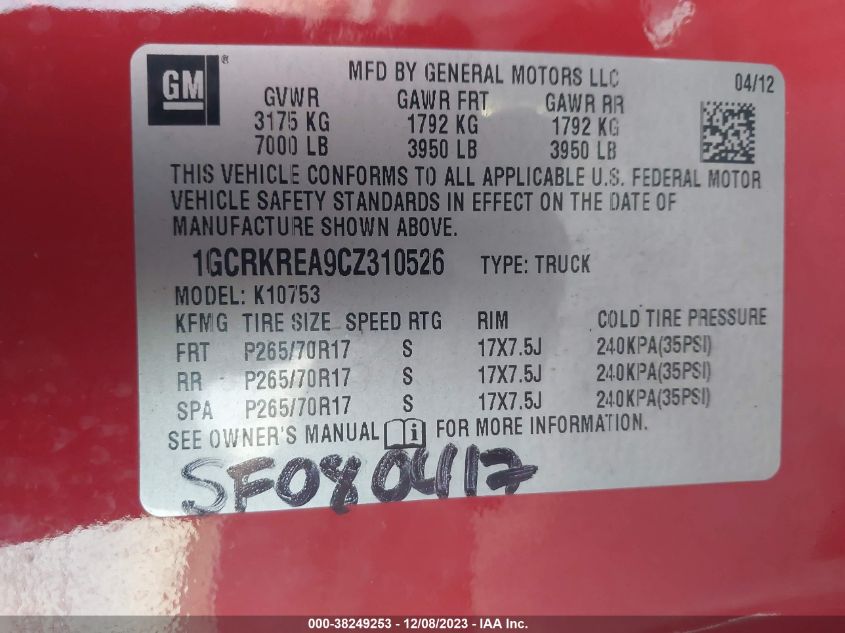 GM ®
MFD BY GENERAL MOTORS LLC 04/12
GVWR GAWR FRT GAWR RR
3175 KG 1792 KG 1792 KG
7000 LB 3950 LB 3950 LB
THIS VEHICLE CONFORMS TO ALL APPLICABLE U.S. FEDERAL MOTOR
VEHICLE SAFETY STANDARDS IN EFFECT ON THE DATE OF
MANUFACTURE SHOWN ABOVE.
1GCRKREA9CZ310526 TYPE: TRUCK
MODEL: K10753
KFMG TIRE SIZE SPEED RTG RIM COLD TIRE PRESSURE
FRT P265/70R17 S 17X7.5J 240KPA(35PSI)
RR P265/70R17 S 17X7.5J 240KPA(35PSI)
SPA P265/70R17 S 17X7.5J 240KPA(35PSI)
SEE OWNER'S MANUAL i FOR MORE INFORMATION.
SF080417
000-38249253 - 12/08/2023 - IAA Inc.